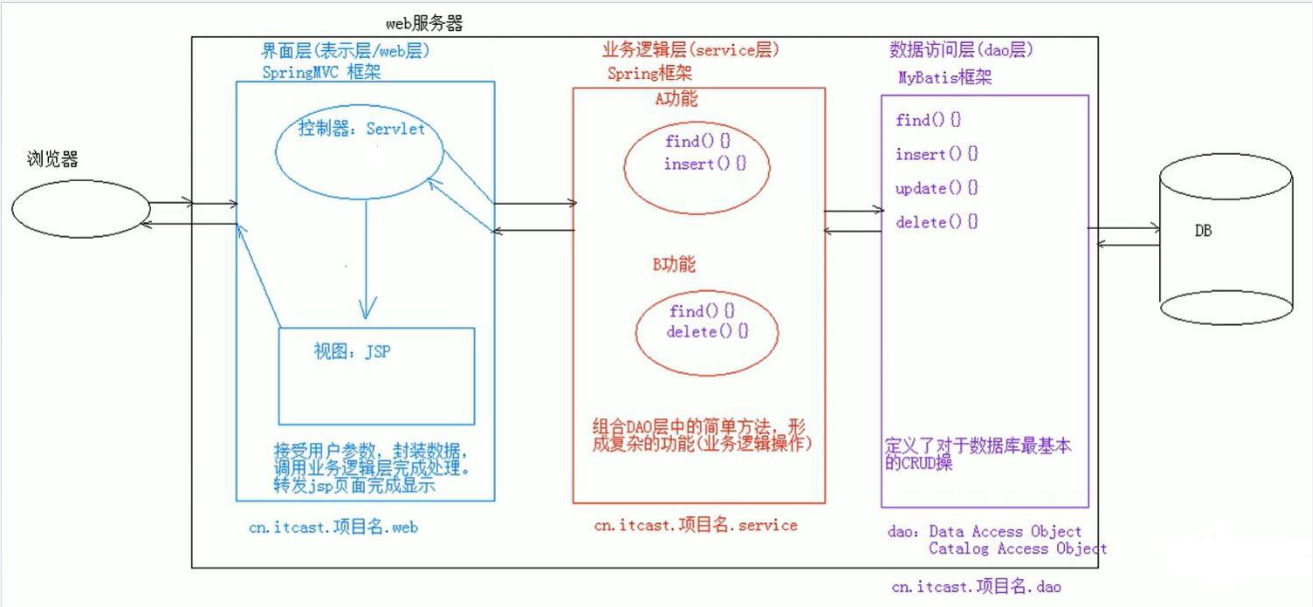 web服务器
浏览器
界面层(表示层/web层)
SpringMVC 框架
控制器: Servlet
视图: JSP
接受用户参数, 封装数据,
调用业务逻辑层完成处理。
转发jsp页面完成显示
cn.itcast.项目名.web
业务逻辑层(service层)
Spring框架
A功能
find(){}
insert(){}
B功能
find(){}
delete(){}
组合DAO层中的简单方法, 形
成复杂的功能(业务逻辑操作)
cn.itcast.项目名.service
数据访问层(dao层)
MyBatis框架
find(){}
insert(){}
update(){}
delete(){}
定义了对于数据库最基本
的CRUD操
dao: Data Access Object
Catalog Access Object
cn.itcast.项目名.dao
DB